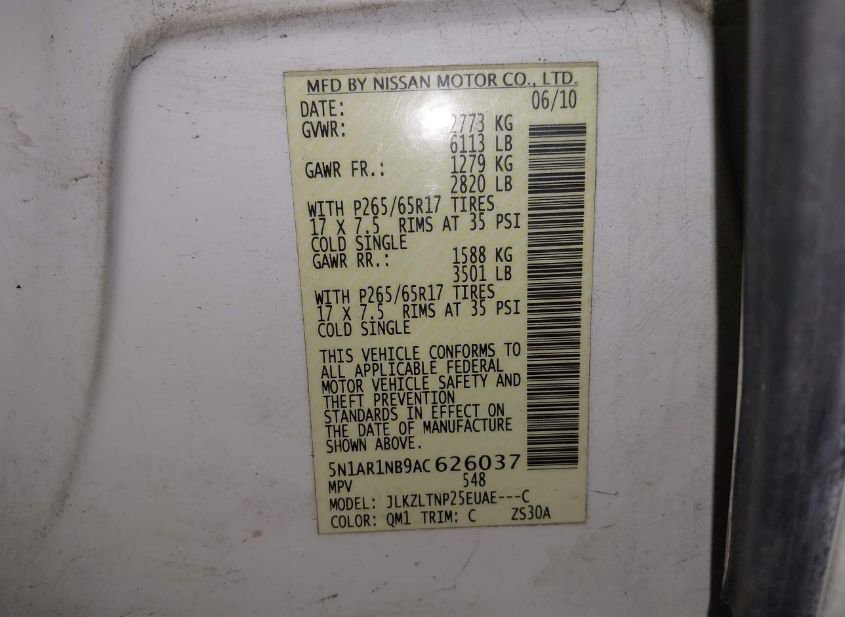 MFD BY NISSAN MOTOR CO., LTD.
DATE: 06/10
GVWR: 2773 KG
6113 LB
GAWR FR.: 1279 KG
2820 LB
WITH P265/65R17 TIRES
17 X 7.5 RIMS AT 35 PSI
COLD SINGLE
GAWR RR.: 1588 KG
3501 LB
WITH P265/65R17 TIRES
17 X 7.5 RIMS AT 35 PSI
COLD SINGLE
THIS VEHICLE CONFORMS TO
ALL APPLICABLE FEDERAL
MOTOR VEHICLE SAFETY AND
THEFT PREVENTION
STANDARDS IN EFFECT ON
THE DATE OF MANUFACTURE
SHOWN ABOVE.
5N1AR1NB9AC626037
MPV 548
MODEL: JLKZLTNP25EUAE---C
COLOR: QM1 TRIM: C ZS30A